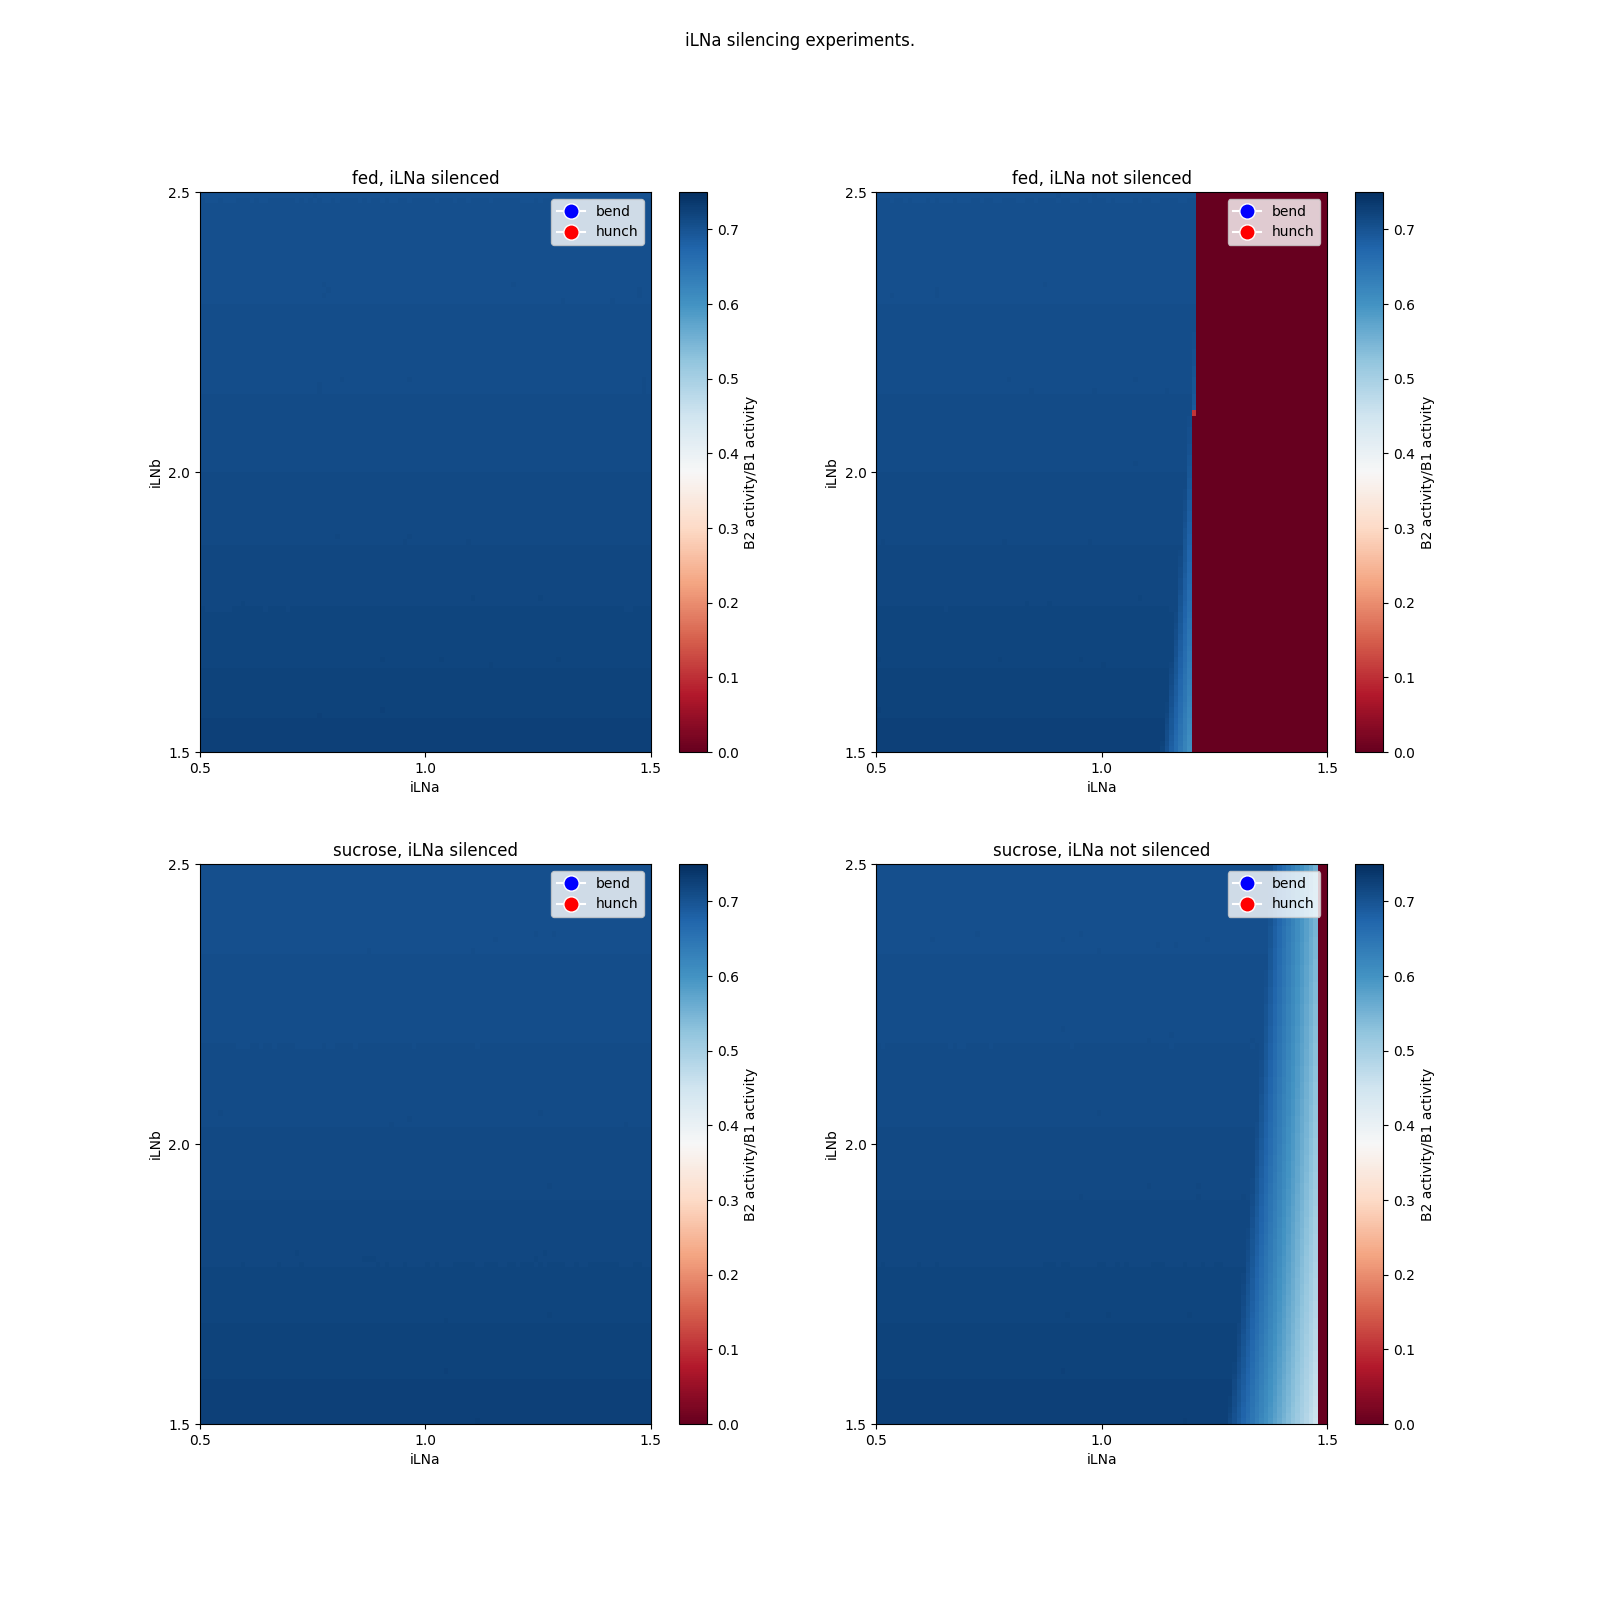 iLNa silencing experiments.
fed, iLNa silenced
2.5
2.0
1.5
iLNb
bend
hunch
0.5
1.0
1.5
iLNa
0.7
0.6
0.5
0.4
0.3
0.2
0.1
0.0
B2 activity/B1 activity
fed, iLNa not silenced
2.5
2.0
1.5
iLNb
bend
hunch
0.5
1.0
1.5
iLNa
0.7
0.6
0.5
0.4
0.3
0.2
0.1
0.0
B2 activity/B1 activity
sucrose, iLNa silenced
2.5
2.0
1.5
iLNb
bend
hunch
0.5
1.0
1.5
iLNa
0.7
0.6
0.5
0.4
0.3
0.2
0.1
0.0
B2 activity/B1 activity
sucrose, iLNa not silenced
2.5
2.0
1.5
iLNb
bend
hunch
0.5
1.0
1.5
iLNa
0.7
0.6
0.5
0.4
0.3
0.2
0.1
0.0
B2 activity/B1 activity